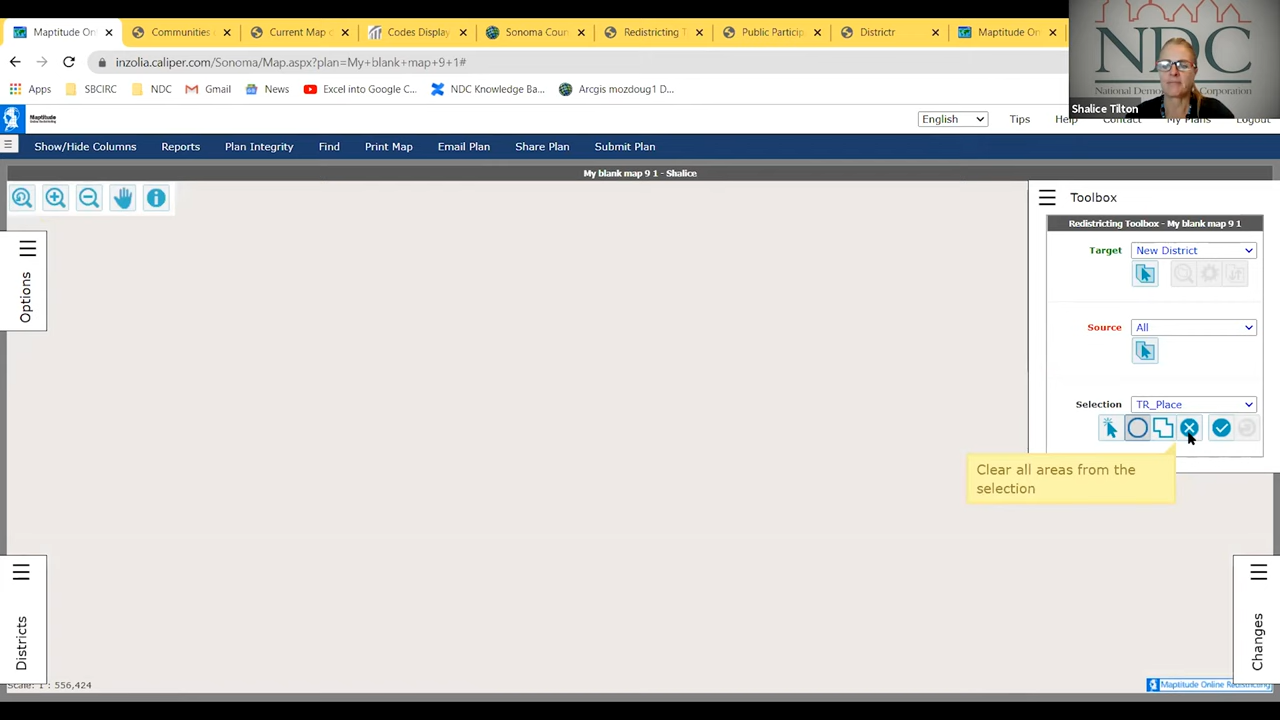 Maptitude On
Communities
Current Map o
Codes Display
Sonoma Coun
Redistricting T
Public Particip
Districtr
Maptitude On
inzolia.caliper.com/Sonoma/Map.aspx?plan=My+blank+map+9+1#
Apps
SBCIRC
NDC
Gmail
News
Excel into Google C...
NDC Knowledge Ba...
Arcgis mozdoug1 D...
NDC
National Demo Corporation
Shalice Tilton
Maptitude
English
Tips
Help
Contact
My Plans
Logout
Show/Hide Columns
Reports
Plan Integrity
Find
Print Map
Email Plan
Share Plan
Submit Plan
My blank map 9 1 - Shalice
Toolbox
Redistricting Toolbox - My blank map 9 1
Target
New District
Source
All
Selection
TR_Place
Clear all areas from the
selection
Options
Districts
Changes
Scale: 1 : 556,424
Maptitude Online Redistricting